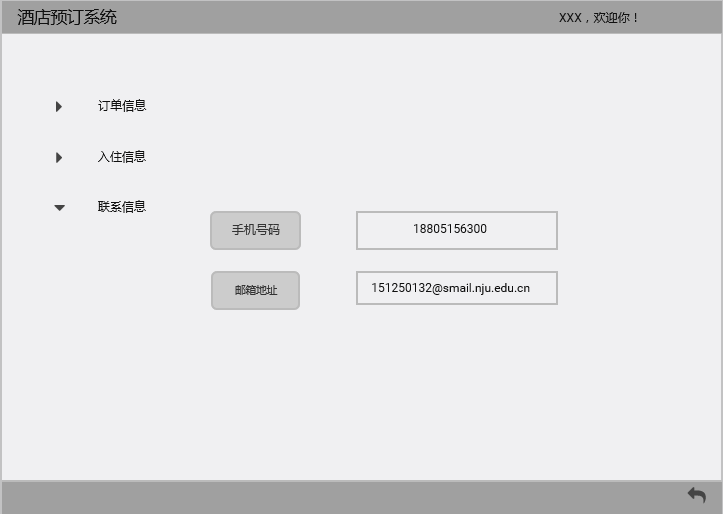 酒店预订系统 XXX，欢迎你！
订单信息
入住信息
联系信息
手机号码 18805156300
邮箱地址 151250132@smail.nju.edu.cn